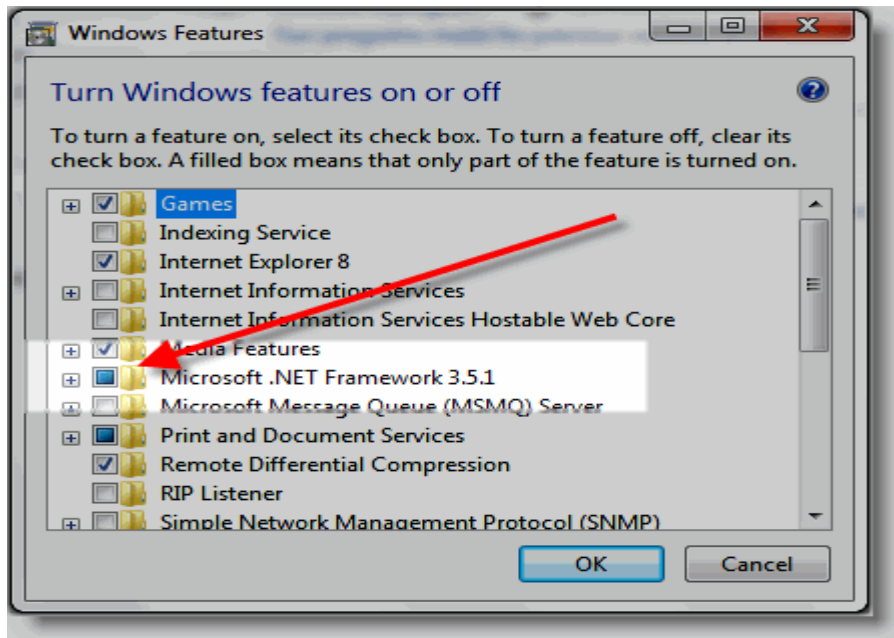 Windows Features
Turn Windows features on or off
To turn a feature on, select its check box. To turn a feature off, clear its
check box. A filled box means that only part of the feature is turned on.
Games
Indexing Service
Internet Explorer 8
Internet Information Services
Internet Information Services Hostable Web Core
Media Features
Microsoft .NET Framework 3.5.1
Microsoft Message Queue (MSMQ) Server
Print and Document Services
Remote Differential Compression
RIP Listener
Simple Network Management Protocol (SNMP)
OK Cancel